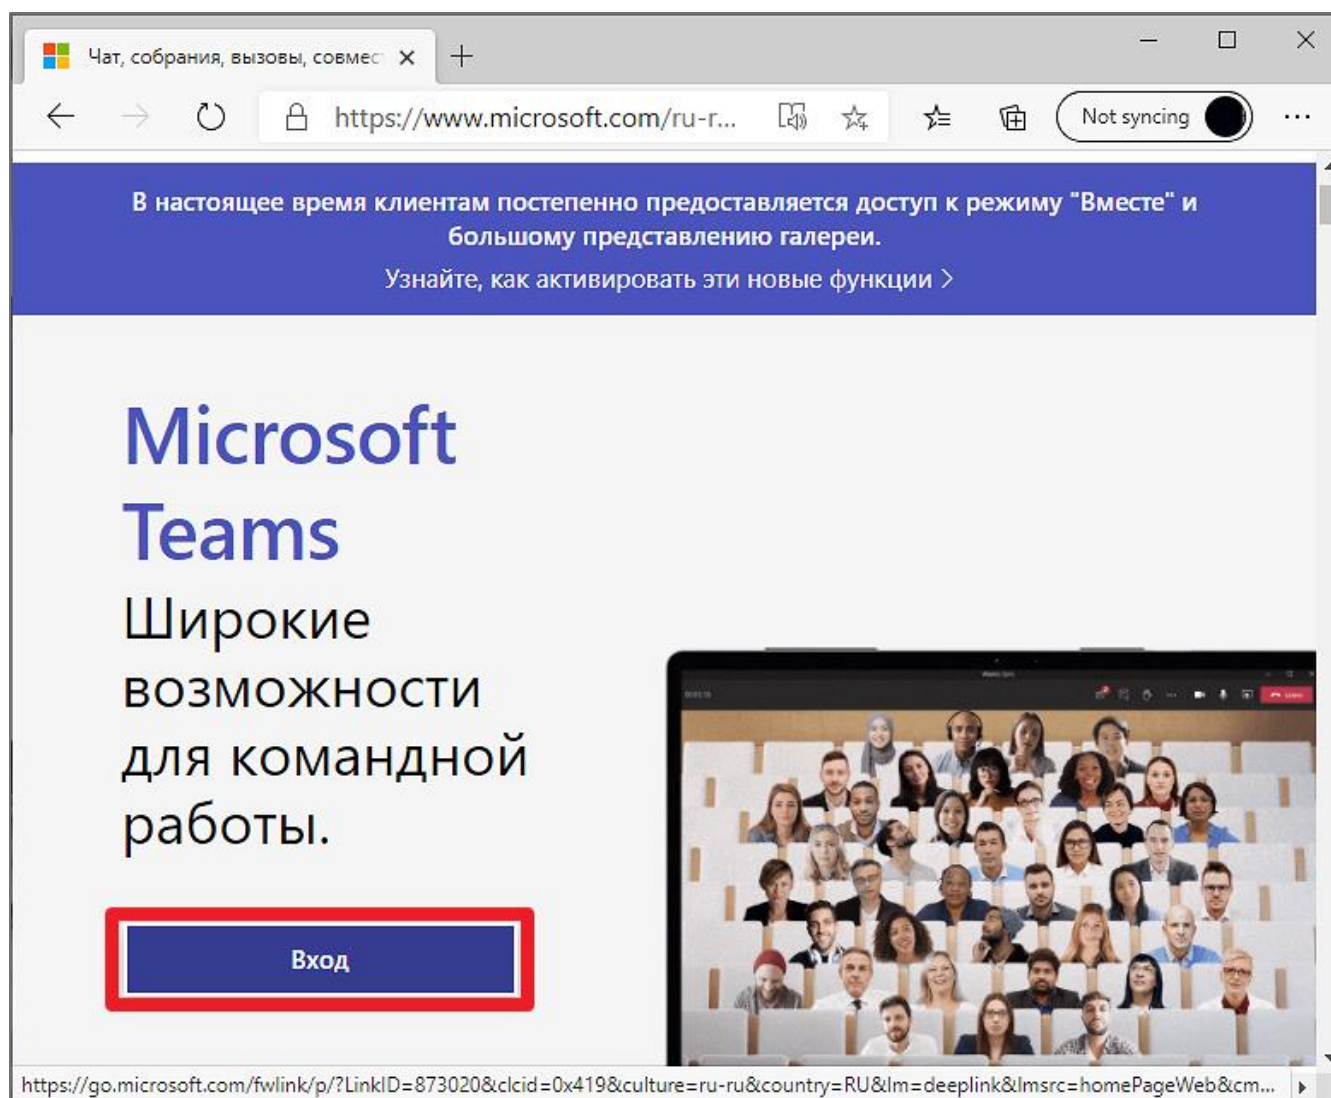 Чат, собрания, вызовы, совмес
https://www.microsoft.com/ru-r...
Not syncing
В настоящее время клиентам постепенно предоставляется доступ к режиму "Вместе" и
большому представлению галереи.
Узнайте, как активировать эти новые функции >
Microsoft
Teams
Широкие
возможности
для командной
работы.
Вход
Leave
https://go.microsoft.com/fwlink/p/?LinkID=873020&clcid=0x419&culture=ru-ru&country=RU&lm=deeplink&lmsrc=homePageWeb&cm...